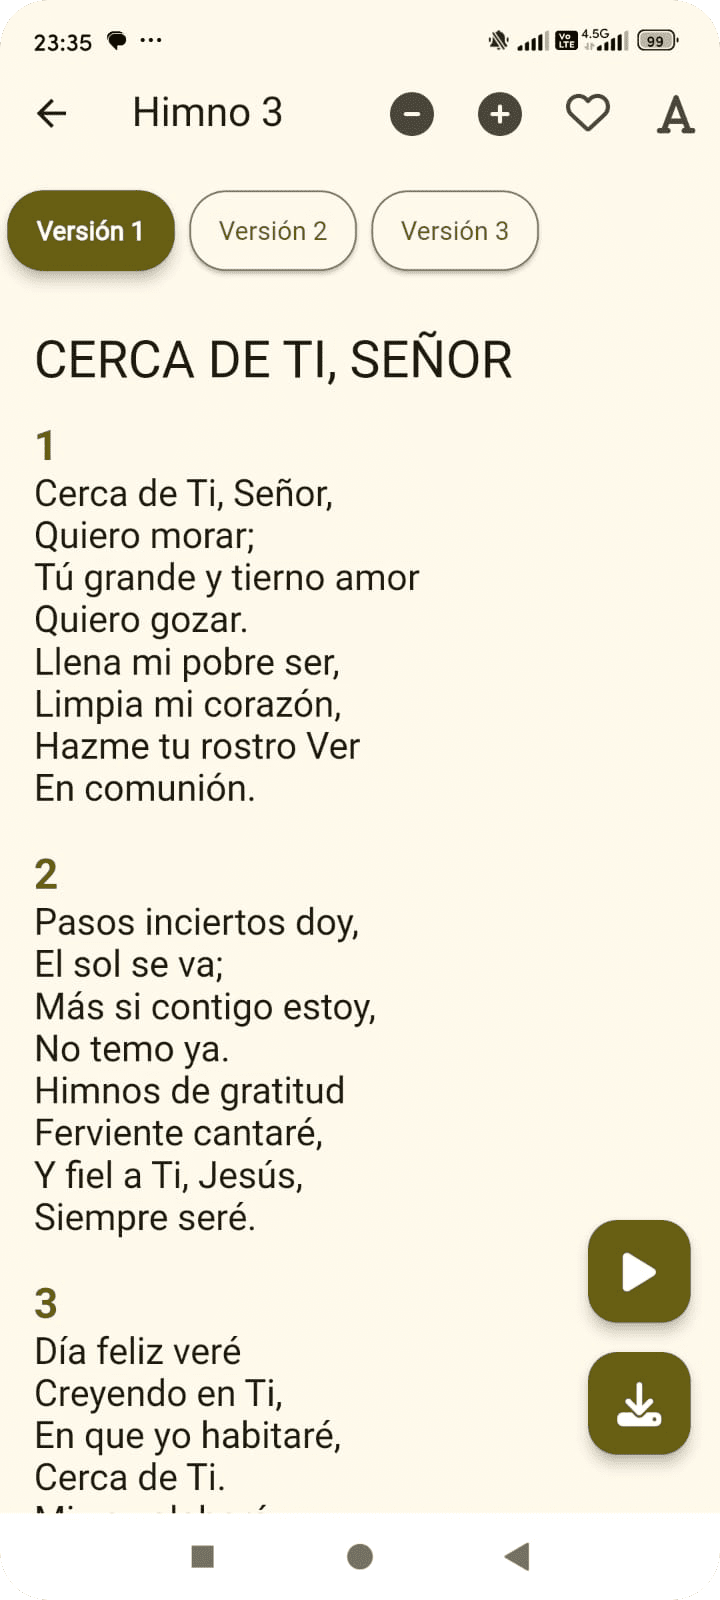 23:35 ... Vo LTE 4.5G 99
Himno 3 A
Versión 1 Versión 2 Versión 3
CERCA DE TI, SEÑOR
1
Cerca de Ti, Señor,
Quiero morar;
Tú grande y tierno amor
Quiero gozar.
Llena mi pobre ser,
Limpia mi corazón,
Hazme tu rostro Ver
En comunión.
2
Pasos inciertos doy,
El sol se va;
Más si contigo estoy,
No temo ya.
Himnos de gratitud
Ferviente cantaré,
Y fiel a Ti, Jesús,
Siempre seré.
3
Día feliz veré
Creyendo en Ti,
En que yo habitaré,
Cerca de Ti.